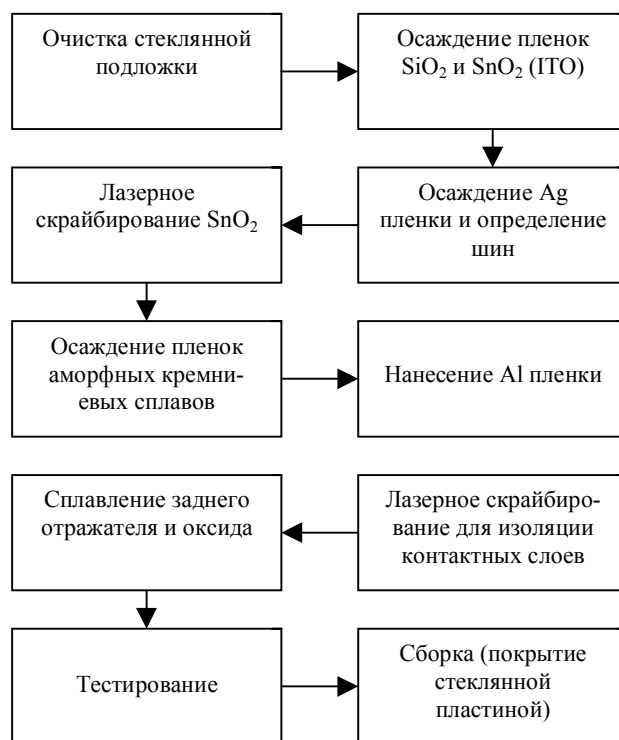 Очистка стеклянной
подложки
Осаждение пленок
SiO₂ и SnO₂ (ITO)
Лазерное
скрайбирование SnO₂
Осаждение Ag
пленки и определение
шин
Осаждение пленок
аморфных кремни-
евых сплавов
Нанесение Al пленки
Сплавление заднего
отражателя и оксида
Лазерное скрайбиро-
вание для изоляции
контактных слоев
Тестирование
Сборка (покрытие
стеклянной
пластиной)